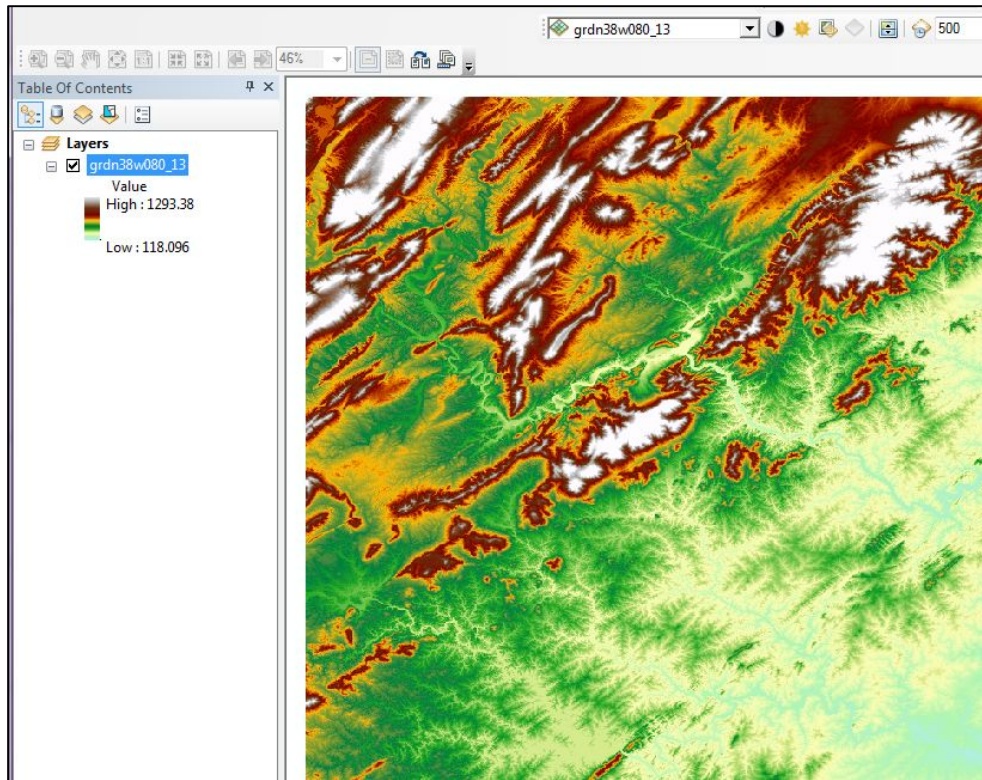 grdn38w080_13
500
46%
Table Of Contents
Layers
grdn38w080_13
Value
High : 1293.38
Low : 118.096